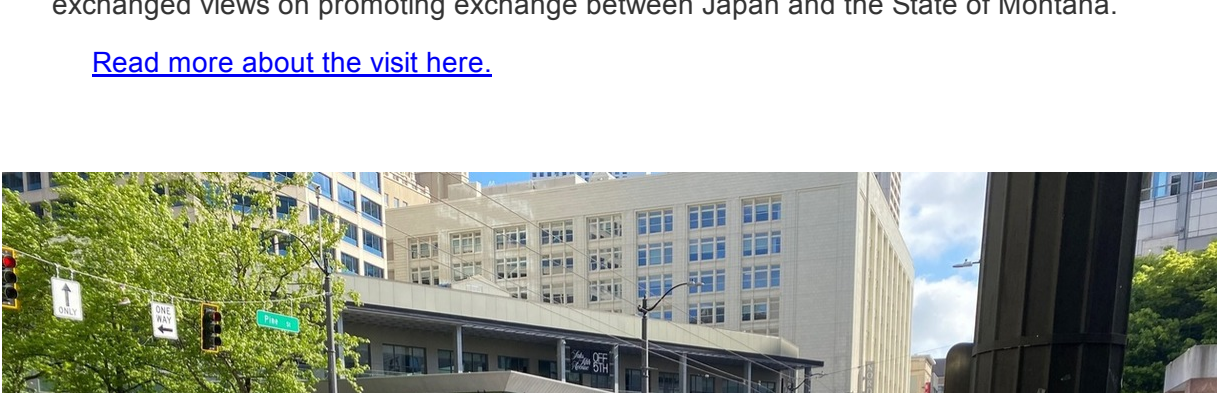 exchanged views on promoting exchange between Japan and the State of Montana.
Read more about the visit here.
ONLY
ONE
WAY
Pine St
Saks
Fifth
Avenue
OFF
5TH